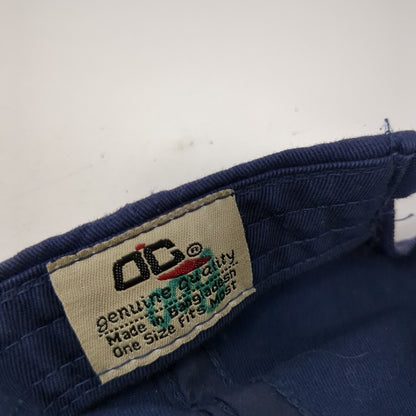 OC®
genuine quality
Made in Bangladesh
One Size Fits Most